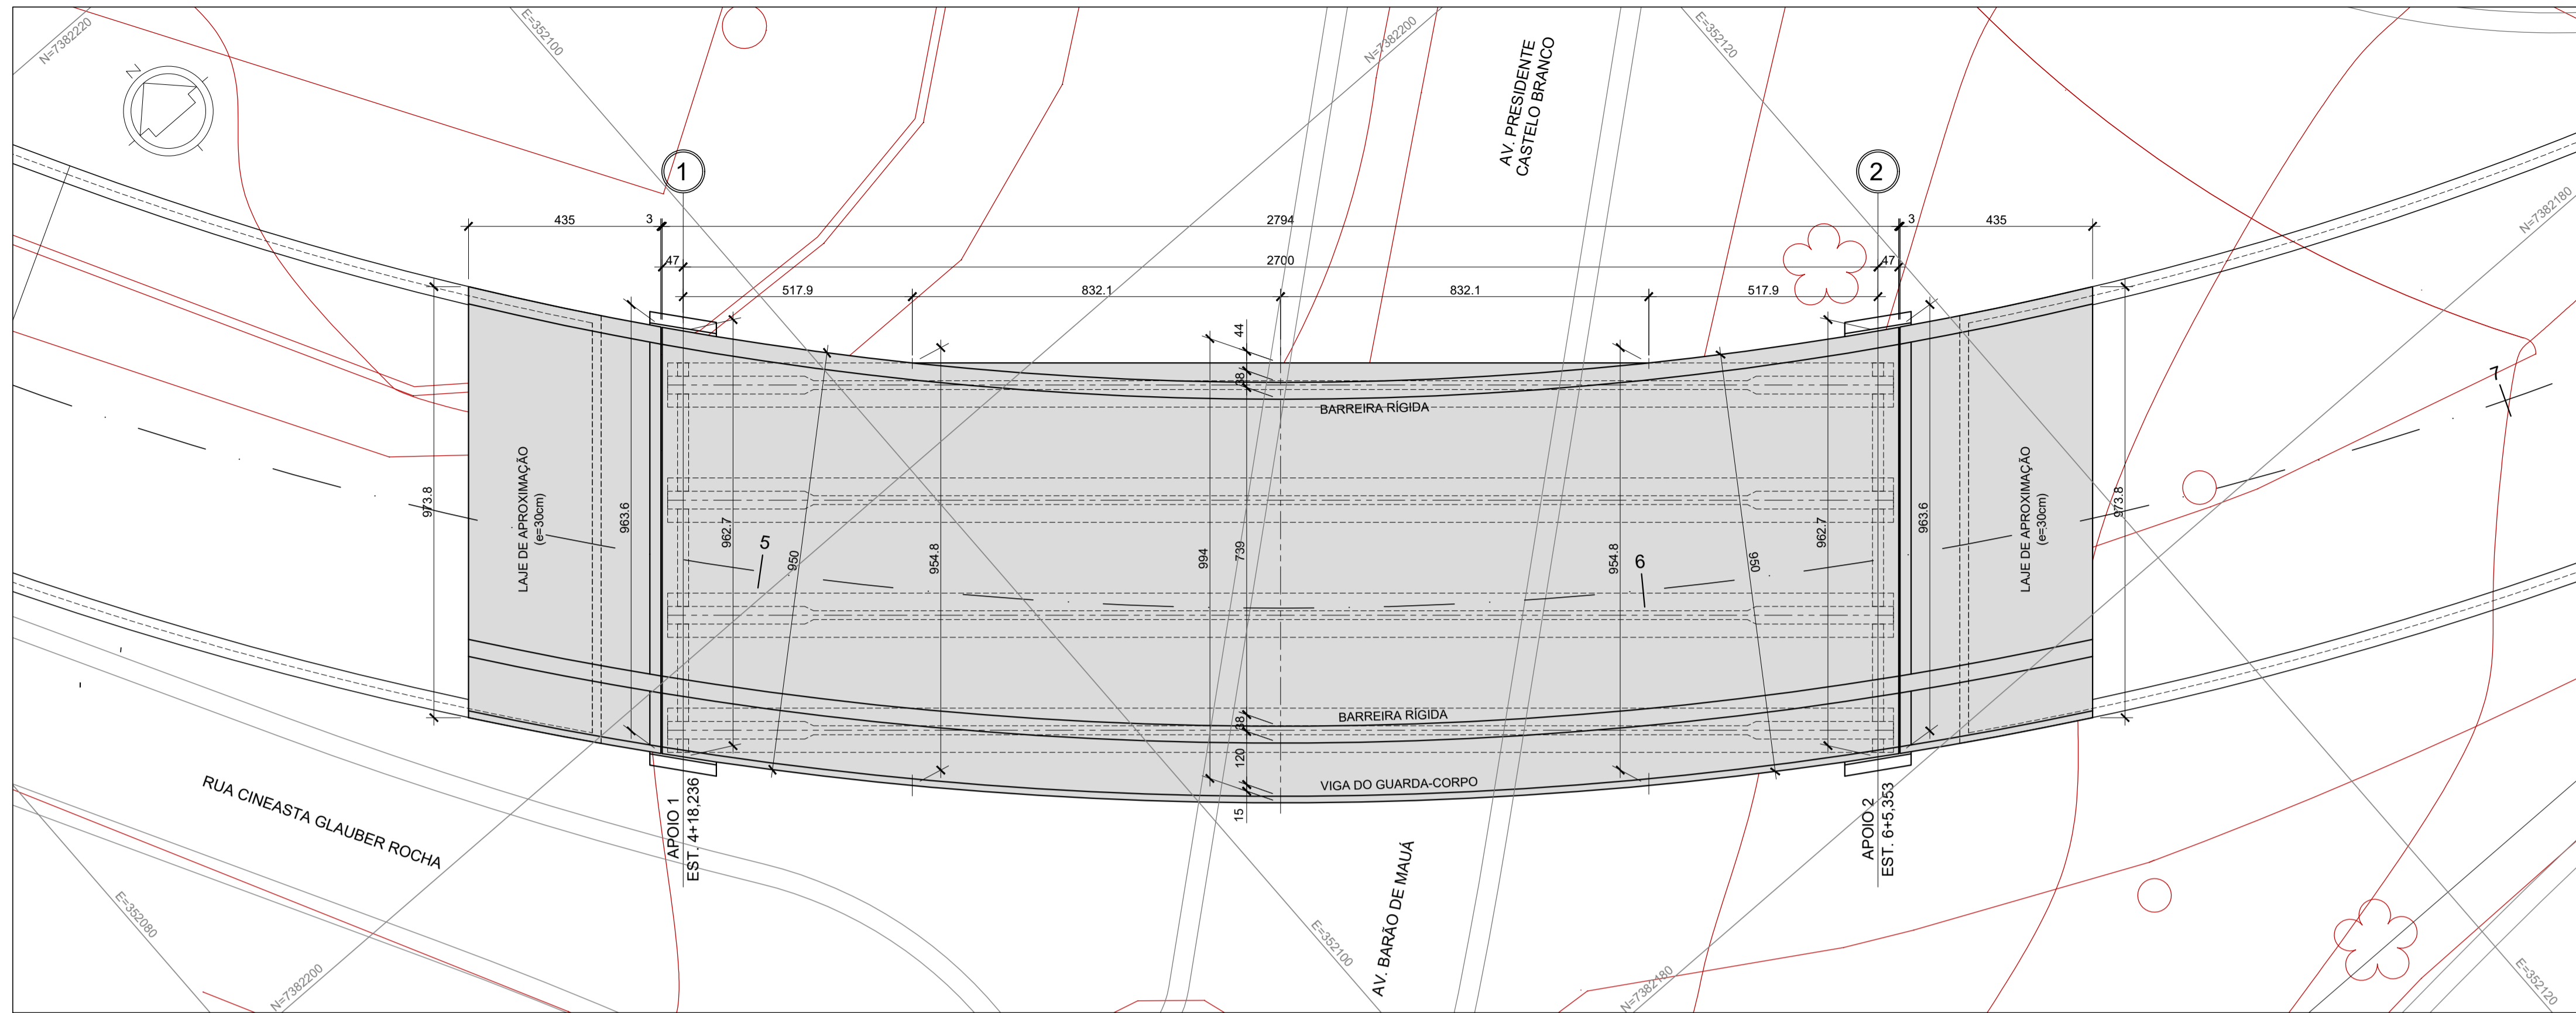 N=7382220
E=352100
N=7382200
E=352120
AV. PRESIDENTE
CASTELO BRANCO
N
1
2
N=7382180
435
3
2794
3
435
47
2700
47
517.9
832.1
832.1
517.9
44
38
BARREIRA RÍGIDA
7
973.8
LAJE DE APROXIMAÇÃO
(e=30cm)
963.6
962.7
5
950
954.8
994
739
954.8
6
950
962.7
963.6
LAJE DE APROXIMAÇÃO
(e=30cm)
973.8
BARREIRA RÍGIDA
38
120
VIGA DO GUARDA-CORPO
15
RUA CINEASTA GLAUBER ROCHA
APOIO 1
EST. 4+18,236
APOIO 2
EST. 6+5,353
AV. BARÃO DE MAUÁ
E=352080
N=7382200
E=352100
N=7382180
E=352120